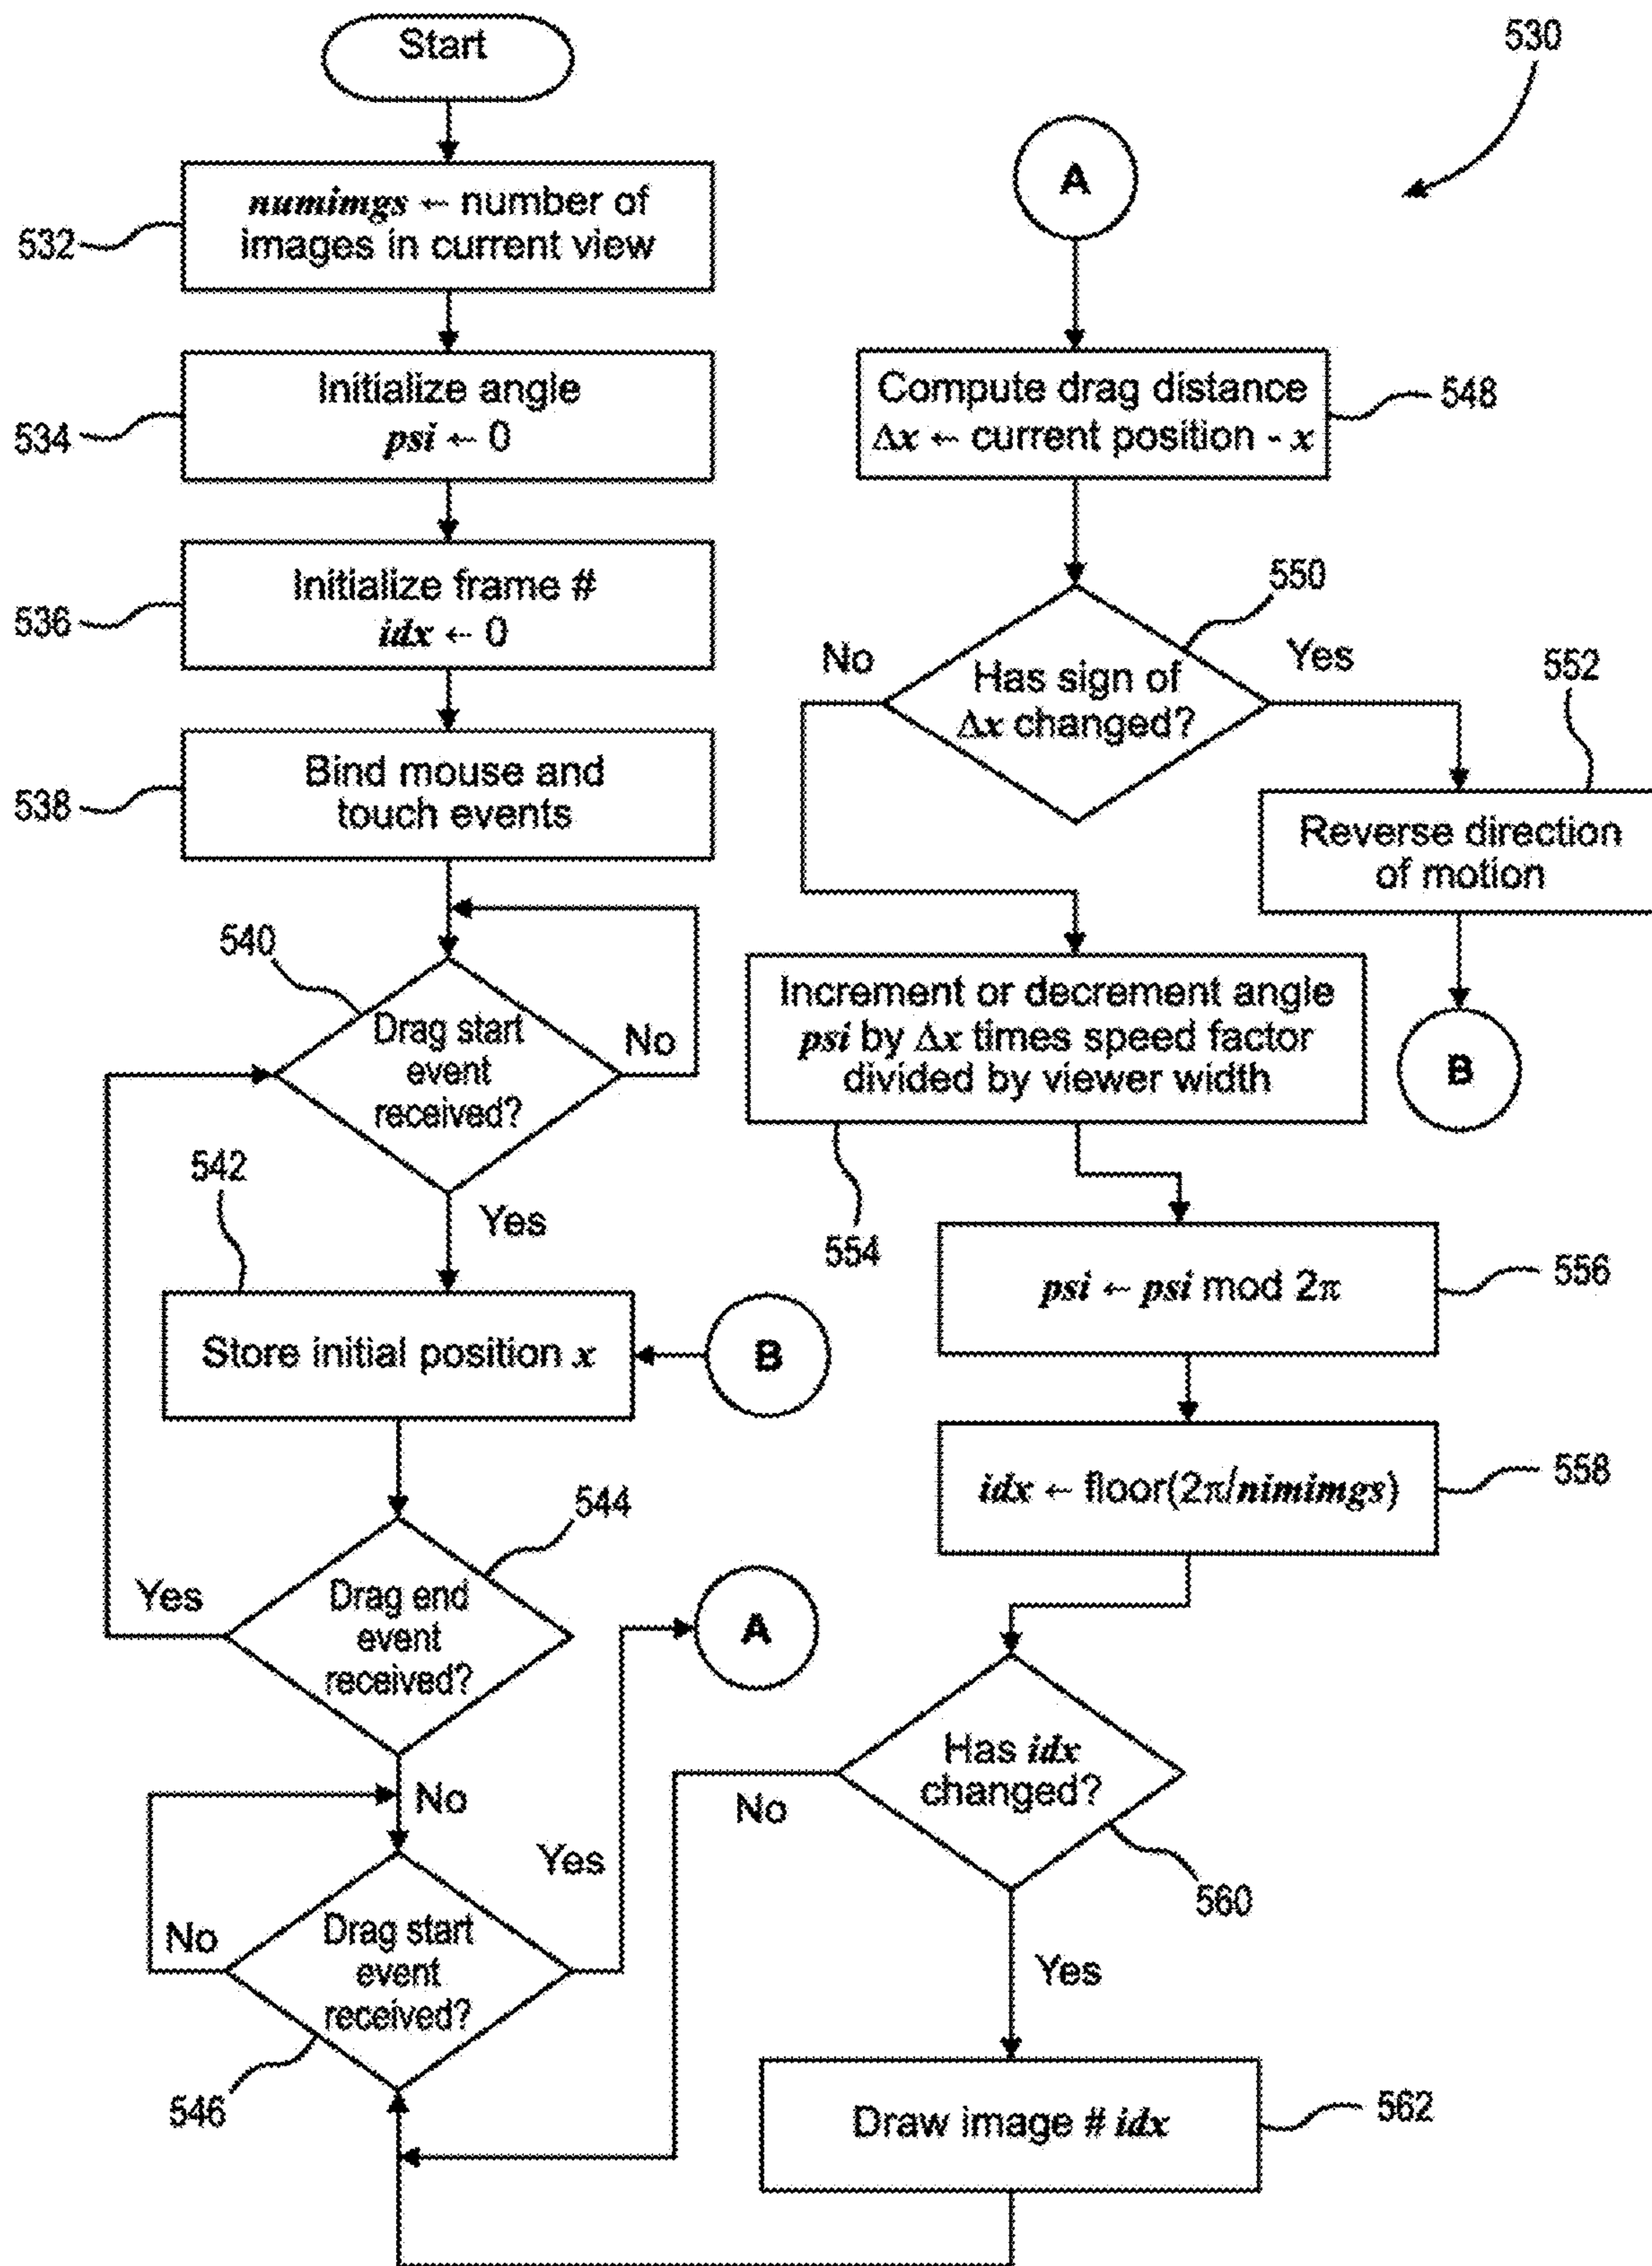 Start
numimgs ← number of
images in current view
532
Initialize angle
psi ← 0
534
Initialize frame #
idx ← 0
536
Bind mouse and
touch events
538
540
Drag start
event
received?
No
Yes
542
Store initial position x
B
544
Drag end
event
received?
Yes
No
A
Drag start
event
received?
No
Yes
546
530
A
Compute drag distance
Δx ← current position - x
548
550
Has sign of
Δx changed?
No
Yes
552
Reverse direction
of motion
B
Increment or decrement angle
psi by Δx times speed factor
divided by viewer width
554
psi ← psi mod 2π
556
idx ← floor(2π/nimimgs)
558
Has idx
changed?
No
Yes
560
Draw image # idx
562